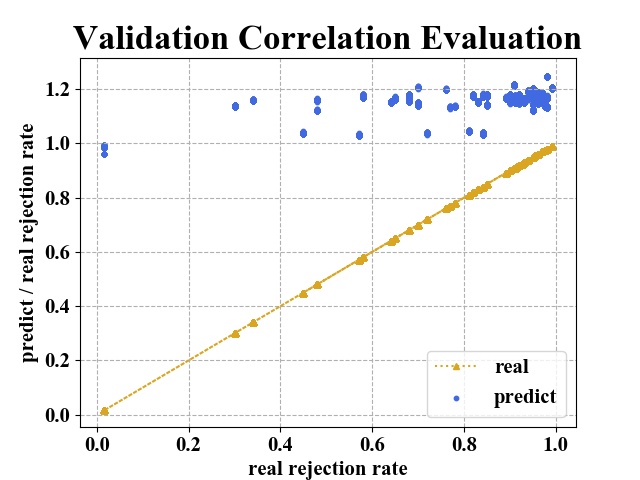 Validation Correlation Evaluation
predict / real rejection rate
1.2
1.0
0.8
0.6
0.4
0.2
0.0
real
predict
0.0 0.2 0.4 0.6 0.8 1.0
real rejection rate